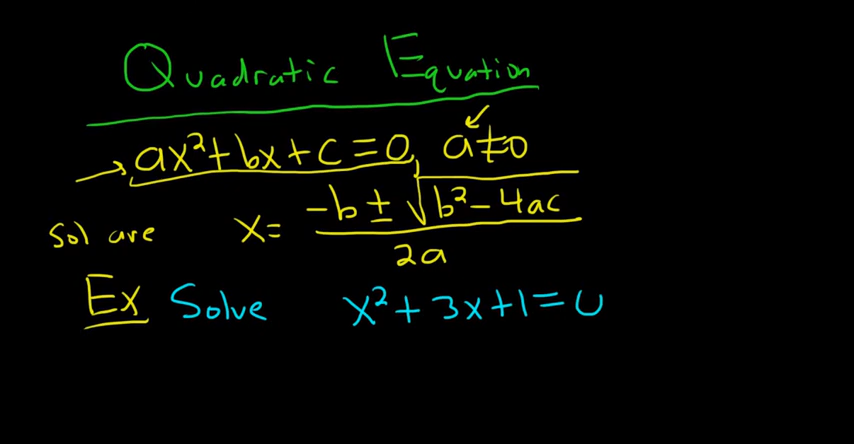 Quadratic Equation
ax²+bx+c=0, a≠0
Sol are x= (-b ± √(b²-4ac)) / 2a
Ex Solve x²+3x+1=0